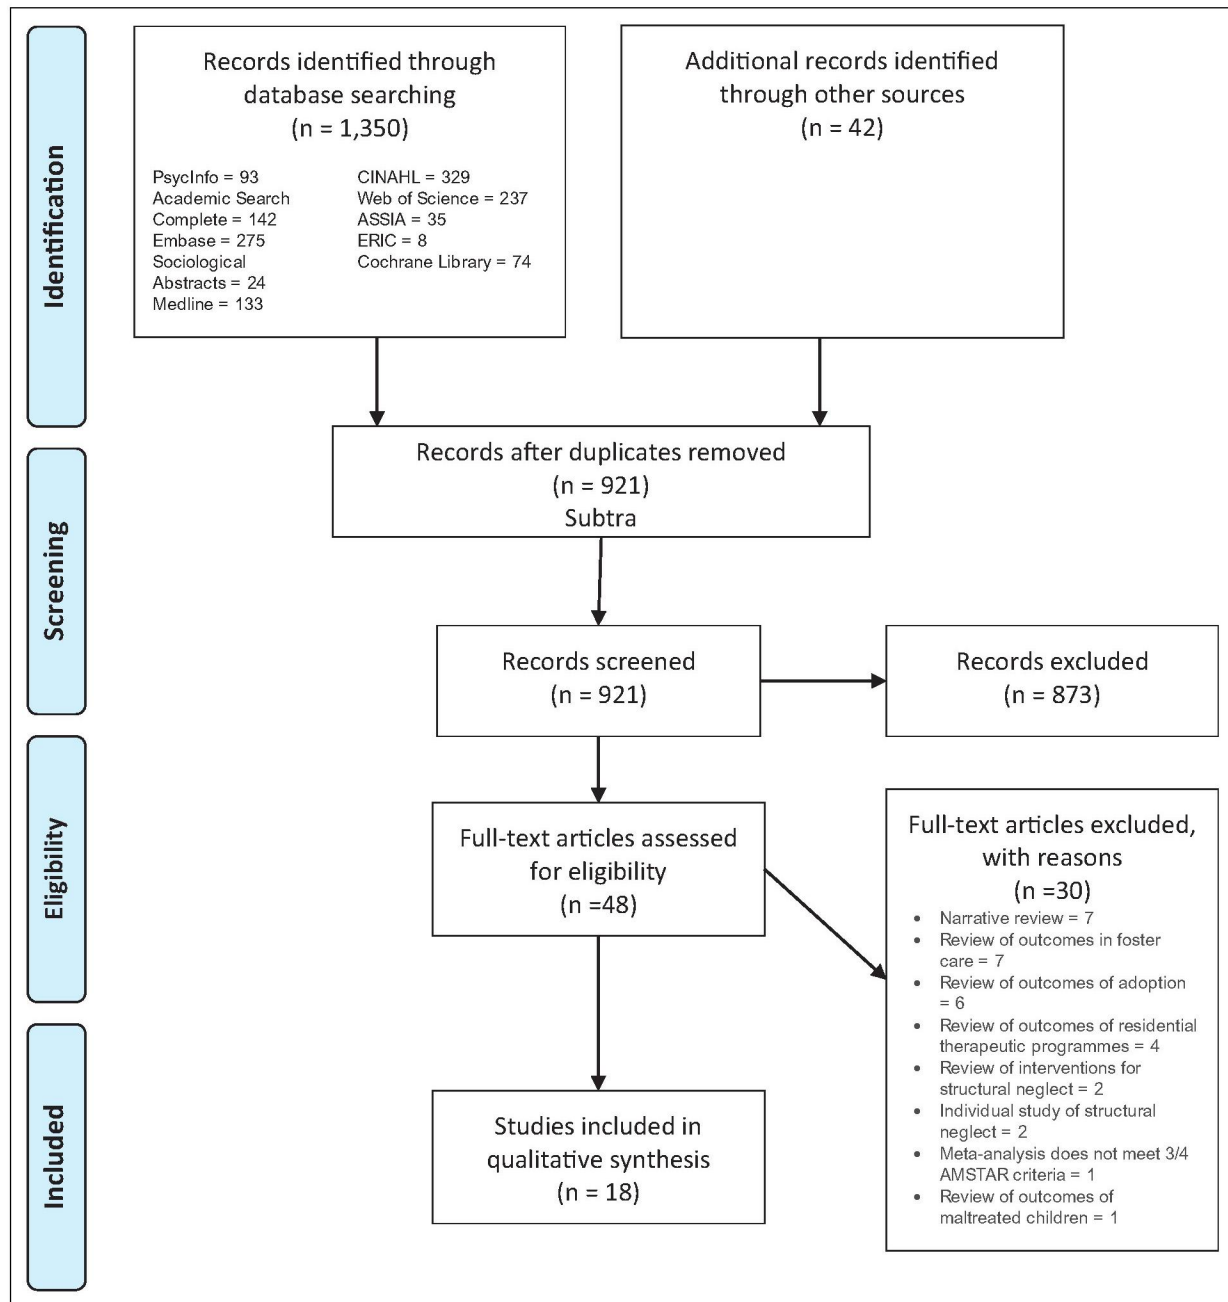 Identification
Records identified through
database searching
(n = 1,350)
PsycInfo = 93
Academic Search
Complete = 142
Embase = 275
Sociological
Abstracts = 24
Medline = 133
CINAHL = 329
Web of Science = 237
ASSIA = 35
ERIC = 8
Cochrane Library = 74
Additional records identified
through other sources
(n = 42)
Screening
Records after duplicates removed
(n = 921)
Subtra
Records screened
(n = 921)
Records excluded
(n = 873)
Eligibility
Full-text articles assessed
for eligibility
(n =48)
Full-text articles excluded,
with reasons
(n =30)
• Narrative review = 7
• Review of outcomes in foster
care = 7
• Review of outcomes of adoption
= 6
• Review of outcomes of residential
therapeutic programmes = 4
• Review of interventions for
structural neglect = 2
• Individual study of structural
neglect = 2
• Meta-analysis does not meet 3/4
AMSTAR criteria = 1
• Review of outcomes of
maltreated children = 1
Included
Studies included in
qualitative synthesis
(n = 18)